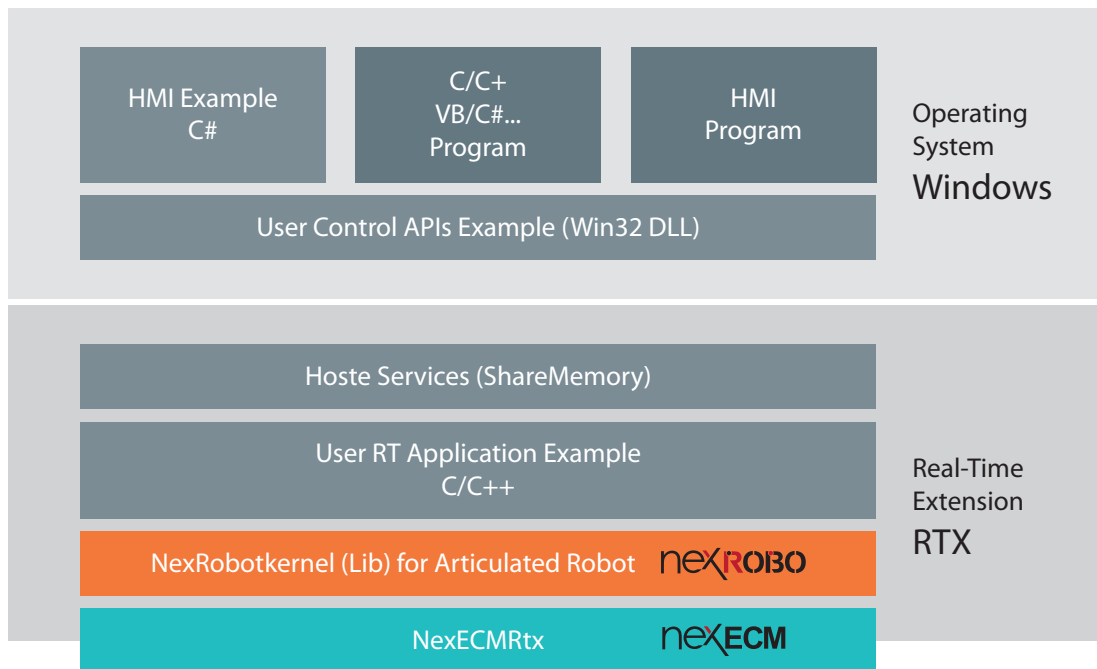 HMI Example
C#
C/C+
VB/C#...
Program
HMI
Program
Operating
System
Windows
User Control APIs Example (Win32 DLL)
Hoste Services (ShareMemory)
User RT Application Example
C/C++
Real-Time
Extension
RTX
NexRobotkernel (Lib) for Articulated Robot neXROBO
NexECMRtx neXECM